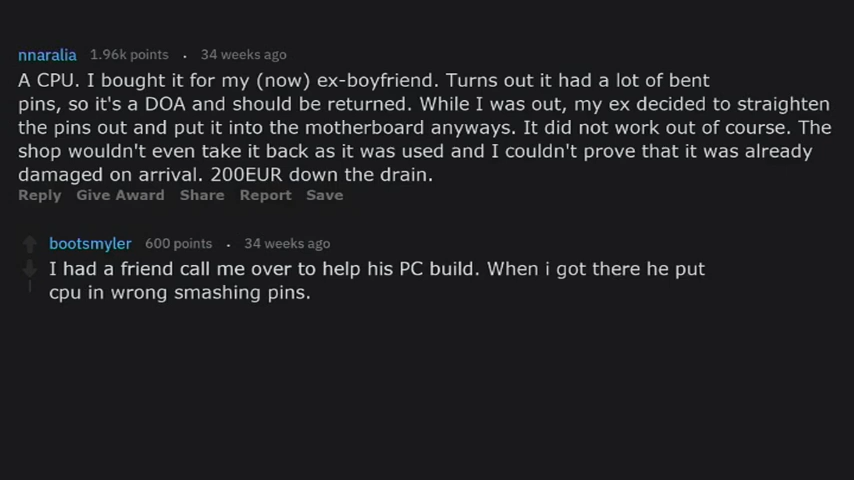 nnaralia 1.96k points . 34 weeks ago
A CPU. I bought it for my (now) ex-boyfriend. Turns out it had a lot of bent
pins, so it's a DOA and should be returned. While I was out, my ex decided to straighten
the pins out and put it into the motherboard anyways. It did not work out of course. The
shop wouldn't even take it back as it was used and I couldn't prove that it was already
damaged on arrival. 200EUR down the drain.
Reply Give Award Share Report Save
bootsmyler 600 points . 34 weeks ago
I had a friend call me over to help his PC build. When i got there he put
cpu in wrong smashing pins.